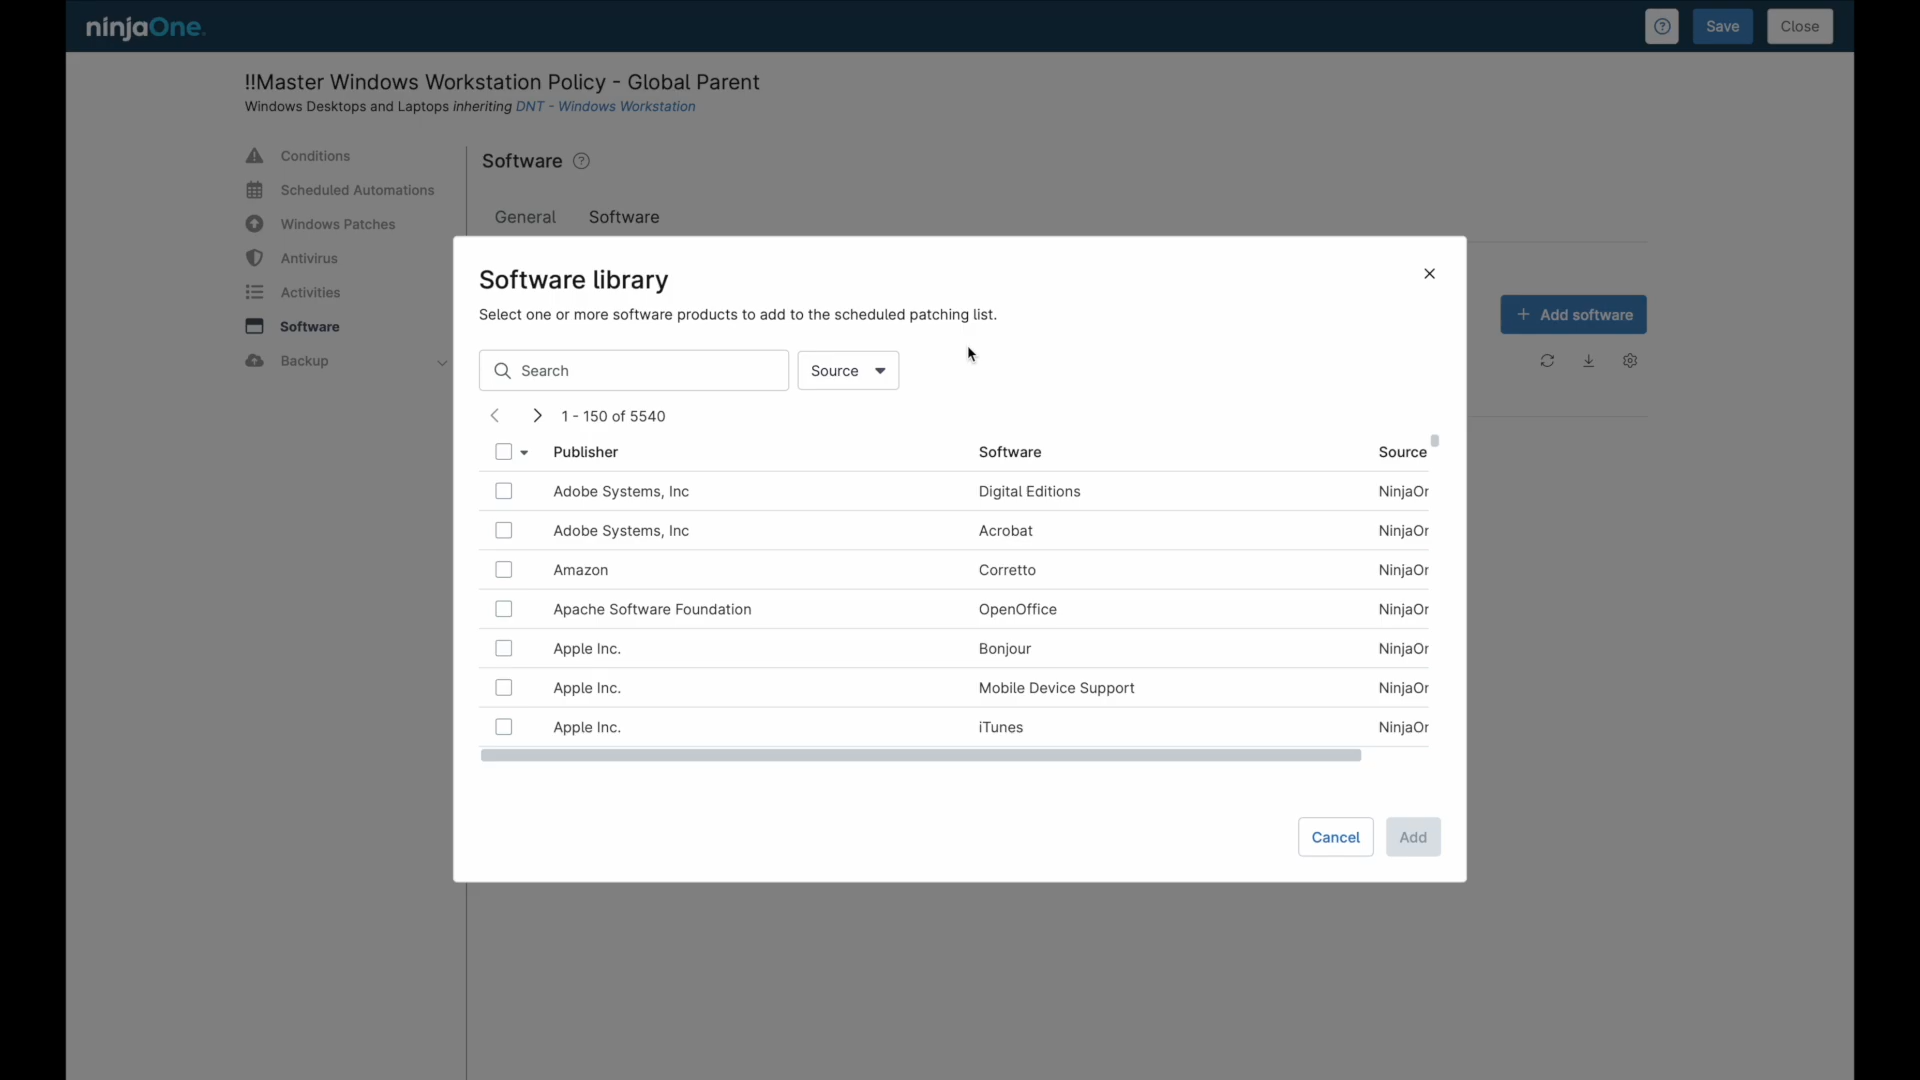 ninjaOne.
Save
Close
!!Master Windows Workstation Policy - Global Parent
Windows Desktops and Laptops inheriting DNT - Windows Workstation
Conditions
Scheduled Automations
Windows Patches
Antivirus
Activities
Software
Backup
Software
General Software
+ Add software
Software library
Select one or more software products to add to the scheduled patching list.
Search
Source
1 - 150 of 5540
Publisher Software Source
Adobe Systems, Inc Digital Editions NinjaOr
Adobe Systems, Inc Acrobat NinjaOr
Amazon Corretto NinjaOr
Apache Software Foundation OpenOffice NinjaOr
Apple Inc. Bonjour NinjaOr
Apple Inc. Mobile Device Support NinjaOr
Apple Inc. iTunes NinjaOr
Cancel
Add